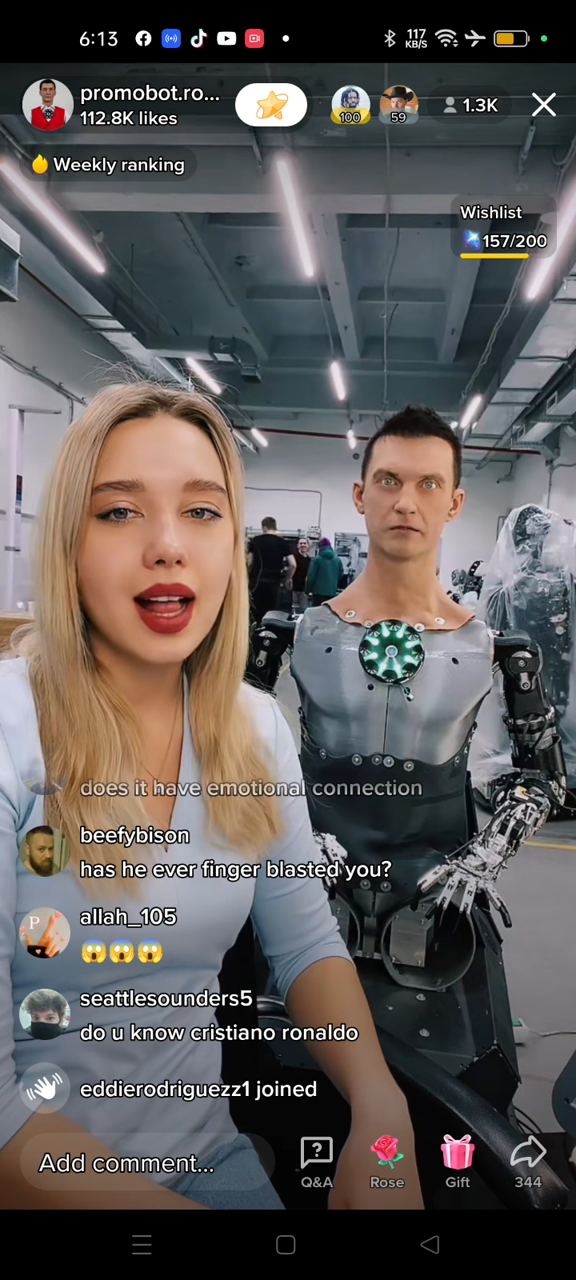 6:13
117
KB/S
promobot.ro...
112.8K likes
100
59
1.3K
Weekly ranking
Wishlist
157/200
does it have emotional connection
beefybison
has he ever finger blasted you?
P
allah_105
😱😱😱
seattlesounders5
do u know cristiano ronaldo
eddierodriguezz1 joined
Add comment...
Q&A
Rose
Gift
344